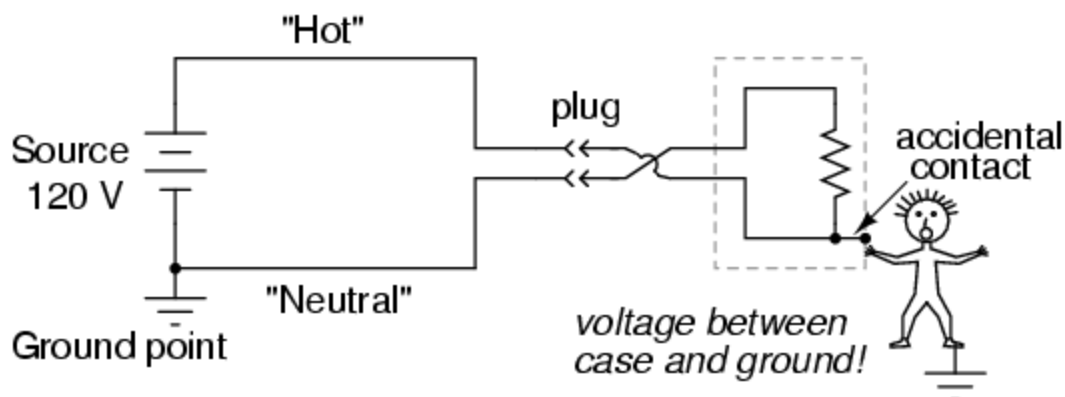 "Hot"
plug
Source
120 V
accidental
contact
"Neutral"
Ground point
voltage between
case and ground!